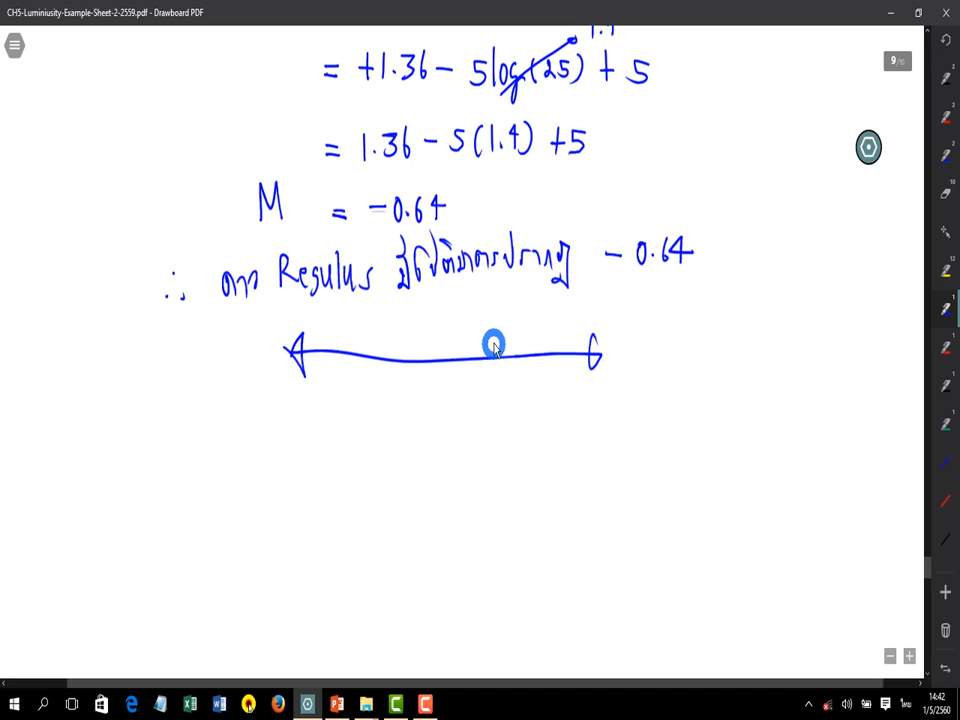 CH5-Luminiusity-Example-Sheet-2-2559.pdf - Drawboard PDF
= +1.36 - 5log(25) + 5
9/10
= 1.36 - 5(1.4) + 5
M = -0.64
∴ ดาว Regulus มีโชติมาตรปรากฏ - 0.64
14:42
1/5/2560